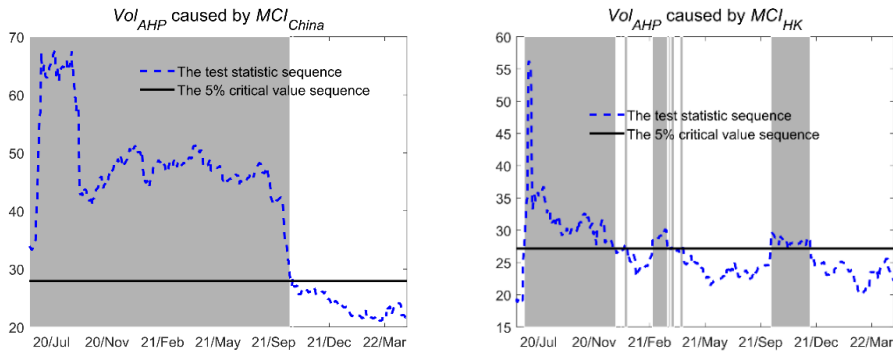 Vol_AHP caused by MCI_China
70
60
50
40
30
20
The test statistic sequence
The 5% critical value sequence
20/Jul 20/Nov 21/Feb 21/May 21/Sep 21/Dec 22/Mar
Vol_AHP caused by MCI_HK
60
55
50
45
40
35
30
25
20
15
The test statistic sequence
The 5% critical value sequence
20/Jul 20/Nov 21/Feb 21/May 21/Sep 21/Dec 22/Mar